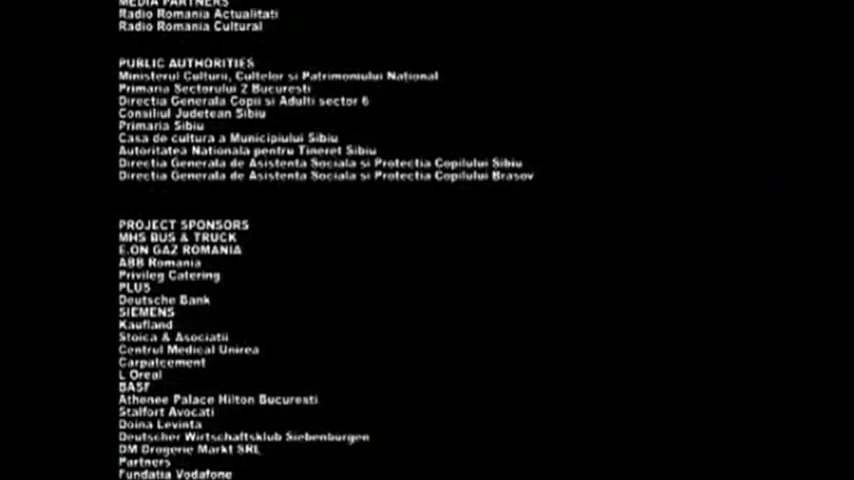 MEDIA PARTNERS
Radio Romania Actualitati
Radio Romania Cultural
PUBLIC AUTHORITIES
Ministerul Culturii, Cultelor si Patrimoniului National
Primaria Sectorului 2 Bucuresti
Directia Generala Copii si Adulti sector 6
Consiliul Judetean Sibiu
Primaria Sibiu
Casa de cultura a Municipiului Sibiu
Autoritatea Nationala pentru Tineret Sibiu
Directia Generala de Asistenta Sociala si Protectia Copilului Sibiu
Directia Generala de Asistenta Sociala si Protectia Copilului Brasov
PROJECT SPONSORS
MHS BUS & TRUCK
E.ON GAZ ROMANIA
ABB Romania
Privileg Catering
PLUS
Deutsche Bank
SIEMENS
Kaufland
Stoica & Asociatii
Centrul Medical Unirea
Carpatcement
L Oreal
BASF
Athenee Palace Hilton Bucuresti
Stalfort Avocati
Doina Levinta
Deutscher Wirtschaftsklub Siebenburgen
DM Drogerie Markt SRL
Partners
Fundatia Vodafone